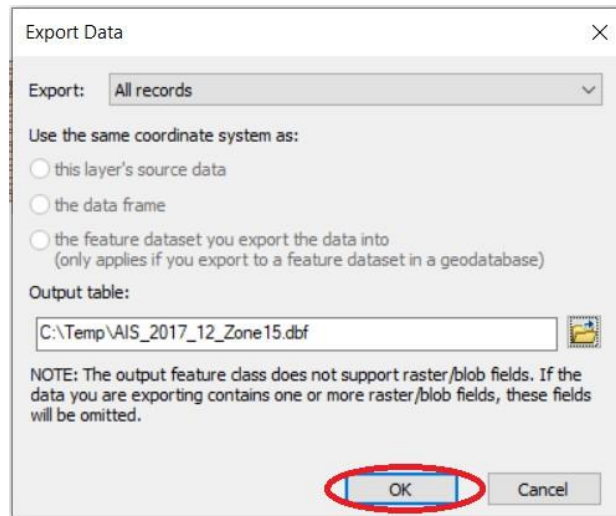 Export Data
Export: All records
Use the same coordinate system as:
this layer's source data
the data frame
the feature dataset you export the data into
(only applies if you export to a feature dataset in a geodatabase)
Output table:
C:\Temp\AIS_2017_12_Zone15.dbf
NOTE: The output feature class does not support raster/blob fields. If the
data you are exporting contains one or more raster/blob fields, these fields
will be omitted.
OK Cancel